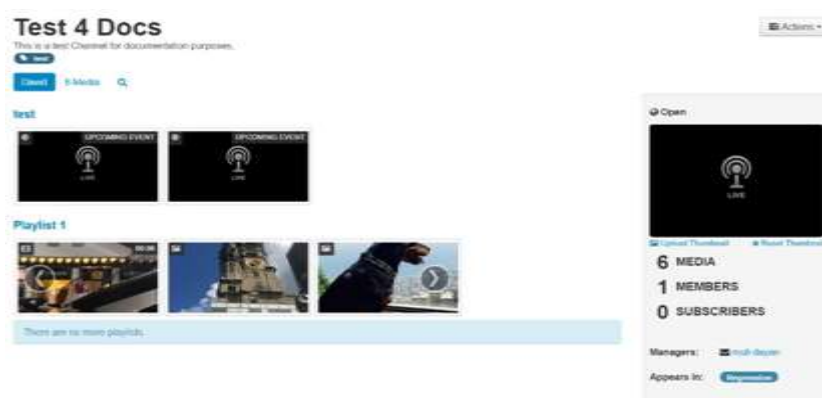 Test 4 Docs
This is a test Channel for documentation purposes.
test
6 Media
test
UPCOMING EVENT
LIVE
UPCOMING EVENT
LIVE
Playlist 1
There are no more playlists.
Actions
Open
LIVE
Upload Thumbnail
Reset Thumbnail
6 MEDIA
1 MEMBERS
0 SUBSCRIBERS
Managers:
Appears in: